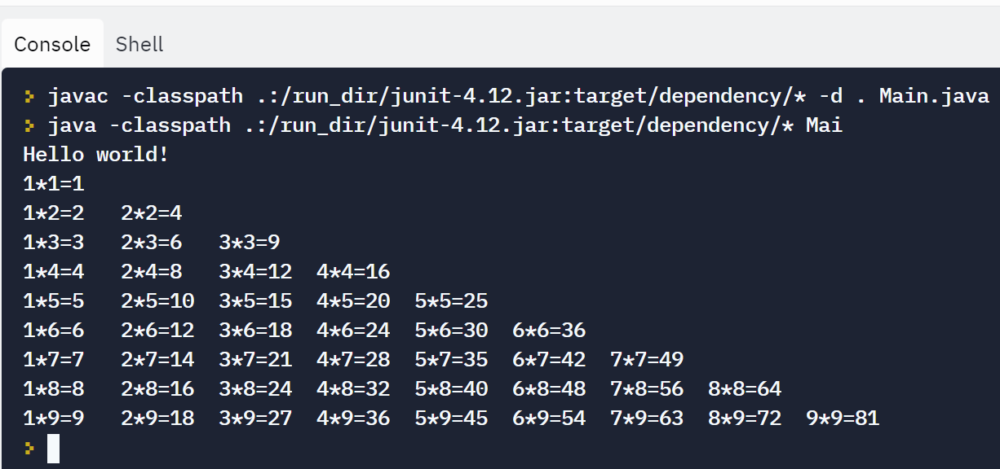 Console Shell
> javac -classpath .:/run_dir/junit-4.12.jar:target/dependency/* -d . Main.java
> java -classpath .:/run_dir/junit-4.12.jar:target/dependency/* Mai
Hello world!
1*1=1
1*2=2 2*2=4
1*3=3 2*3=6 3*3=9
1*4=4 2*4=8 3*4=12 4*4=16
1*5=5 2*5=10 3*5=15 4*5=20 5*5=25
1*6=6 2*6=12 3*6=18 4*6=24 5*6=30 6*6=36
1*7=7 2*7=14 3*7=21 4*7=28 5*7=35 6*7=42 7*7=49
1*8=8 2*8=16 3*8=24 4*8=32 5*8=40 6*8=48 7*8=56 8*8=64
1*9=9 2*9=18 3*9=27 4*9=36 5*9=45 6*9=54 7*9=63 8*9=72 9*9=81
>